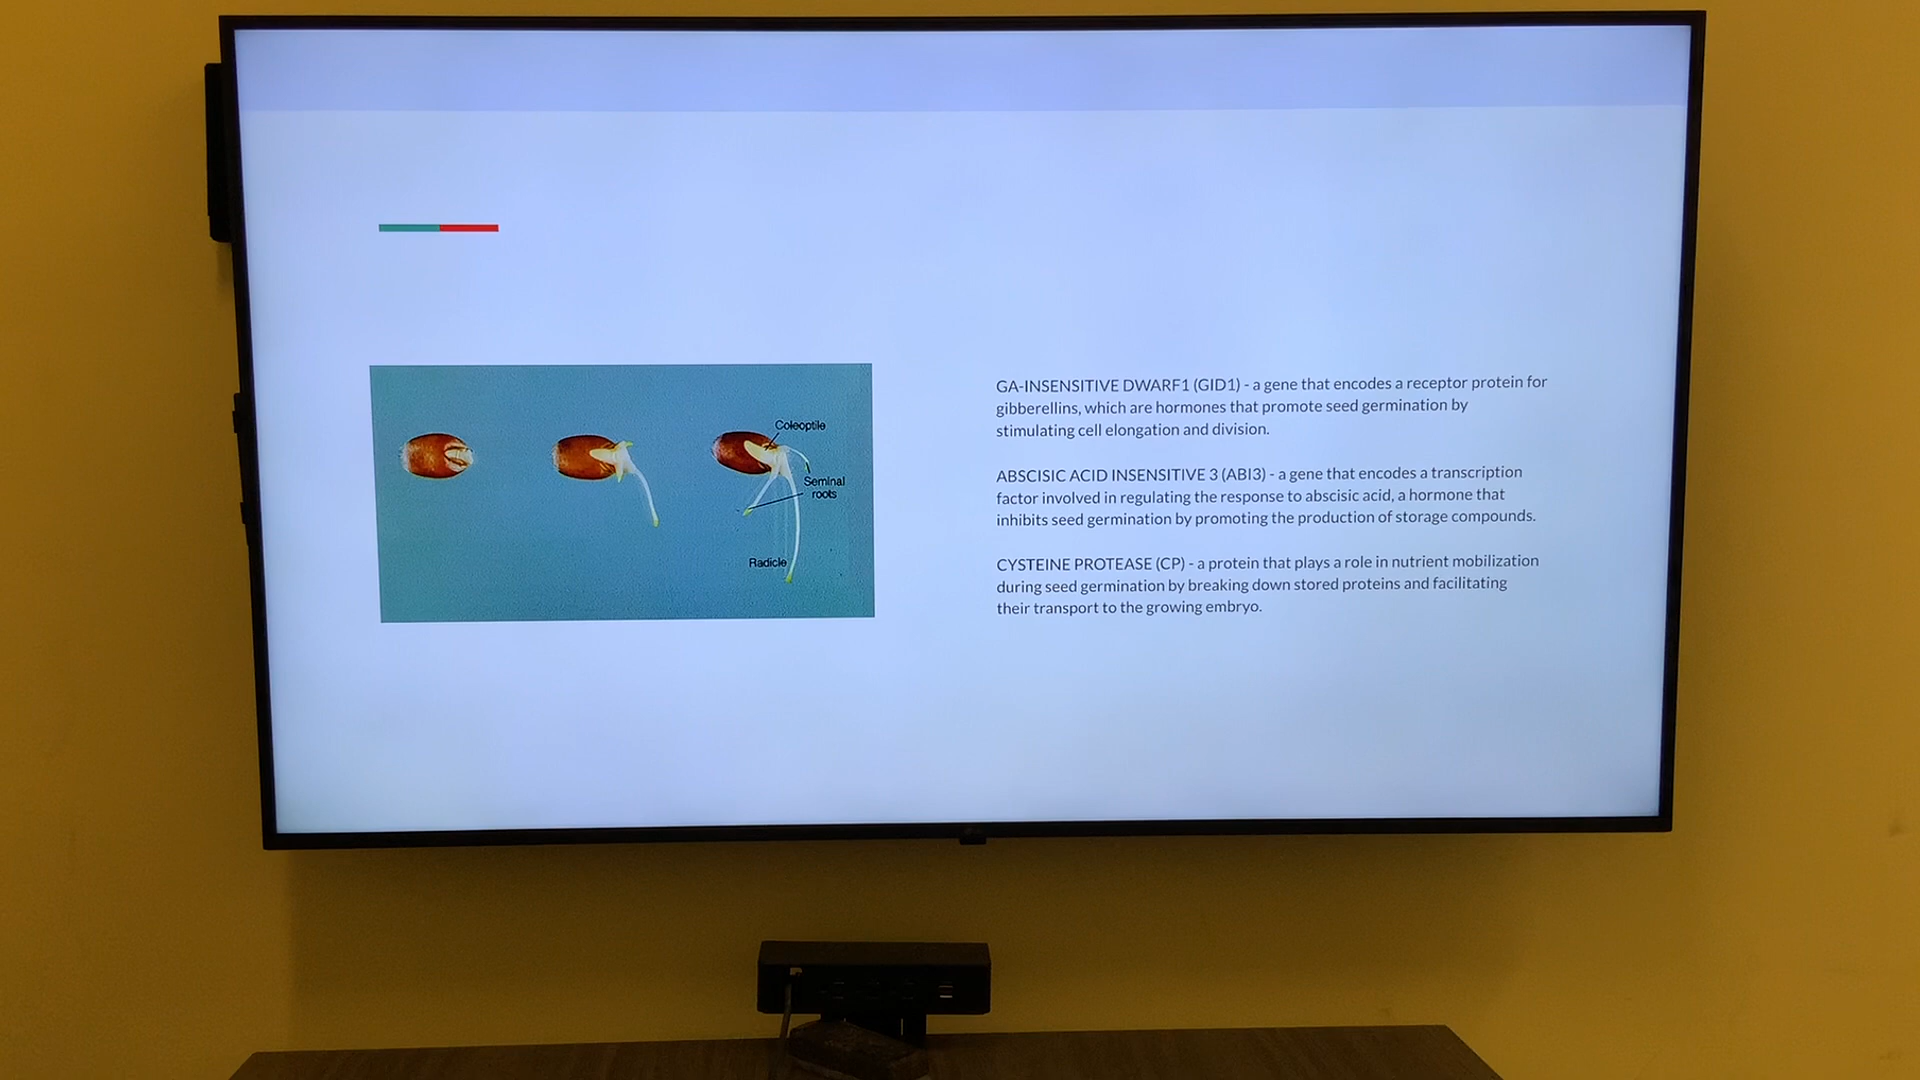 Coleoptile
Seminal
roots
Radicle
GA-INSENSITIVE DWARF1 (GID1) - a gene that encodes a receptor protein for
gibberellins, which are hormones that promote seed germination by
stimulating cell elongation and division.
ABSCISIC ACID INSENSITIVE 3 (ABI3) - a gene that encodes a transcription
factor involved in regulating the response to abscisic acid, a hormone that
inhibits seed germination by promoting the production of storage compounds.
CYSTEINE PROTEASE (CP) - a protein that plays a role in nutrient mobilization
during seed germination by breaking down stored proteins and facilitating
their transport to the growing embryo.